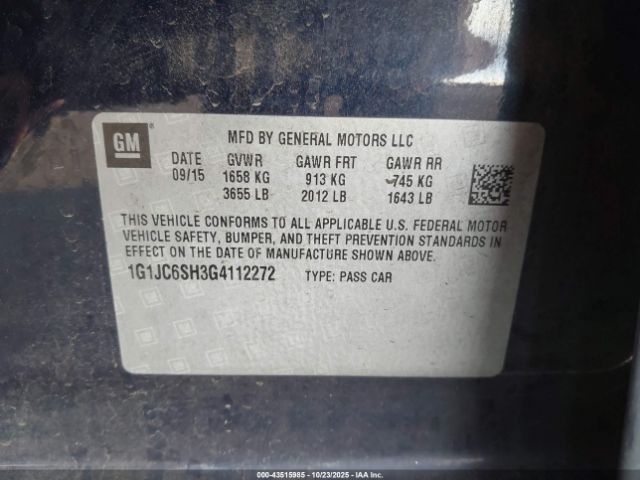 GM
MFD BY GENERAL MOTORS LLC
DATE GVWR GAWR FRT GAWR RR
09/15 1658 KG 913 KG 745 KG
3655 LB 2012 LB 1643 LB
THIS VEHICLE CONFORMS TO ALL APPLICABLE U.S. FEDERAL MOTOR
VEHICLE SAFETY, BUMPER, AND THEFT PREVENTION STANDARDS IN
EFFECT ON THE DATE OF MANUFACTURE SHOWN ABOVE.
1G1JC6SH3G4112272 TYPE: PASS CAR
000-43515985 - 10/23/2025 - IAA Inc.